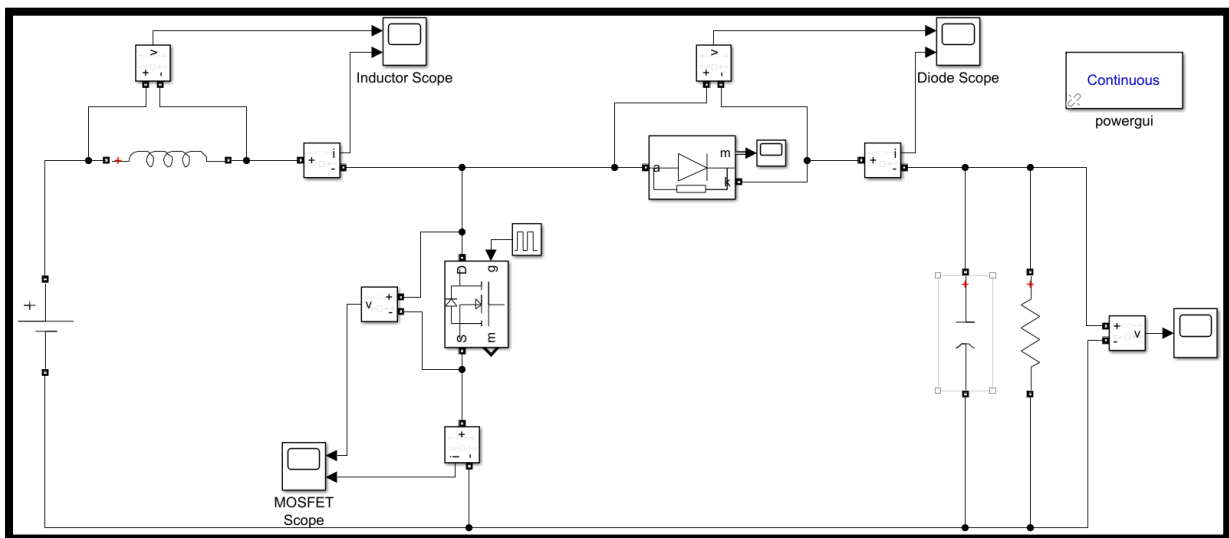 v
+ -
Inductor Scope
+ i
-
v
+ -
Diode Scope
Continuous
powergui
a m
k
+ i
-
+
D g
S m
+
v
-
+
i -
MOSFET
Scope
+
v
-